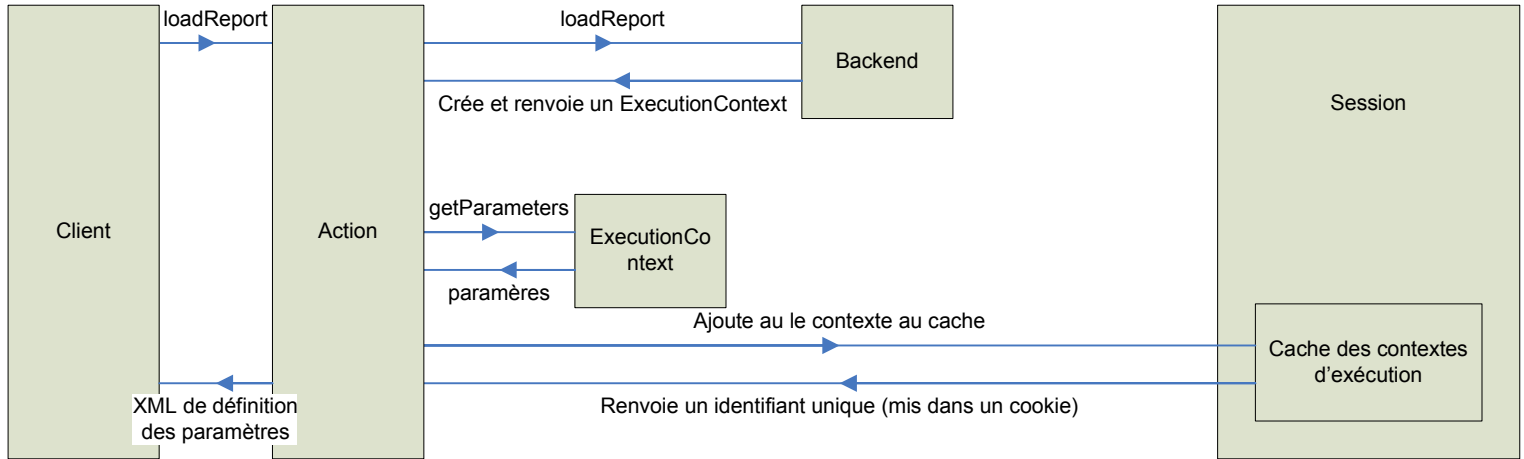 loadReport
loadReport
Backend
Crée et renvoie un ExecutionContext
Session
getParameters
Client
Action
ExecutionCo
ntext
paramères
Ajoute au le contexte au cache
Cache des contextes
d'exécution
XML de définition
des paramètres
Renvoie un identifiant unique (mis dans un cookie)